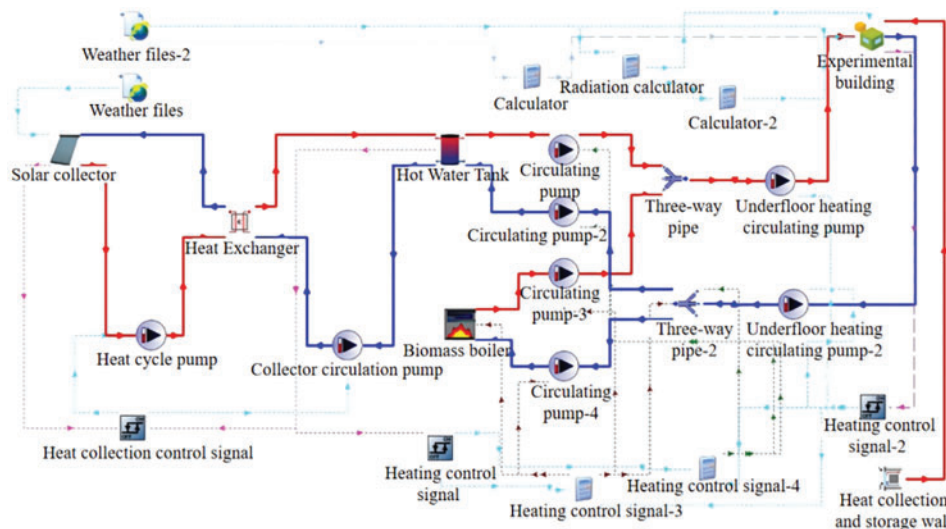 Weather files-2
Weather files
Calculator
Radiation calculator
Calculator-2
Experimental
building
Solar collector
Hot Water Tank
Circulating
pump
Three-way
pipe
Underfloor heating
circulating pump
Heat Exchanger
Circulating pump-2
Circulating
pump-3
Heat cycle pump
Collector circulation pump
Biomass boiler
Three-way
pipe-2
Underfloor heating
circulating pump-2
Circulating
pump-4
Heat collection control signal
Heating control
signal
Heating control signal-3
Heating control signal-4
Heating control
signal-2
Heat collection
and storage wall